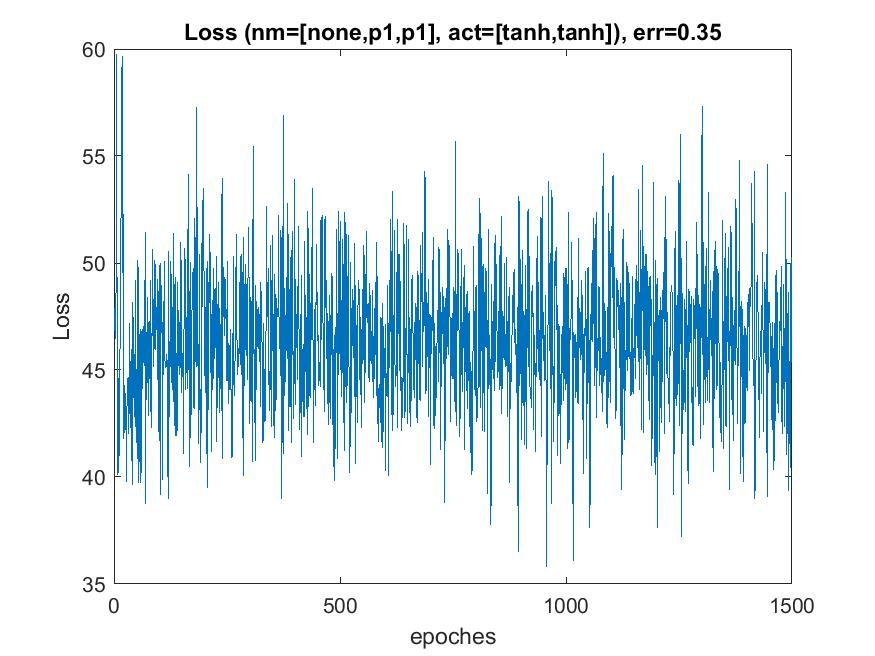 Loss (nm=[none,p1,p1], act=[tanh,tanh]), err=0.35
60
55
50
45
40
35
Loss
0 500 1000 1500
epoches